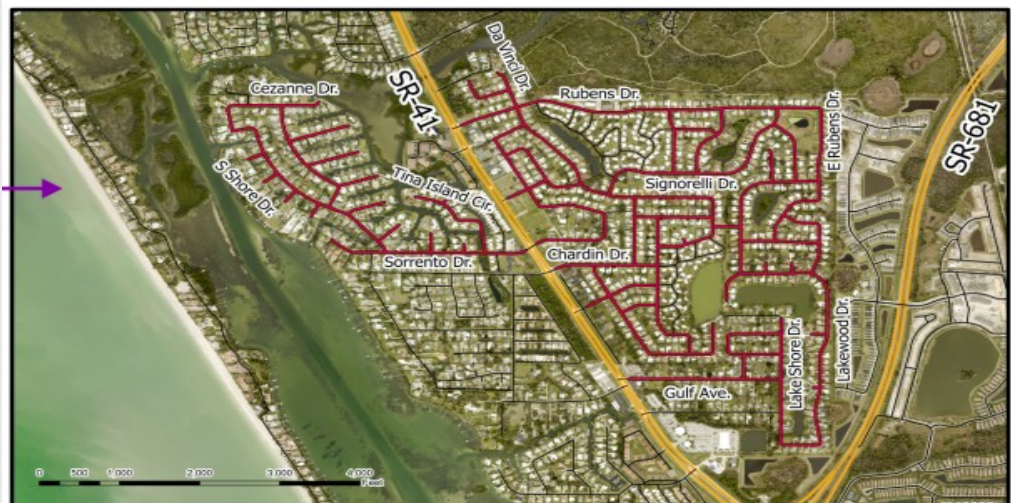 Da Vinci Dr.
Cezanne Dr.
SR-41
Rubens Dr.
E Rubens Dr.
SR-681
S Shore Dr.
Tina Island Cir.
Signorelli Dr.
Sorrento Dr.
Chardin Dr.
Lake Shore Dr.
Lakewood Dr.
Gulf Ave.
0 500 1,000 2,000 3,000 4,000
Feet